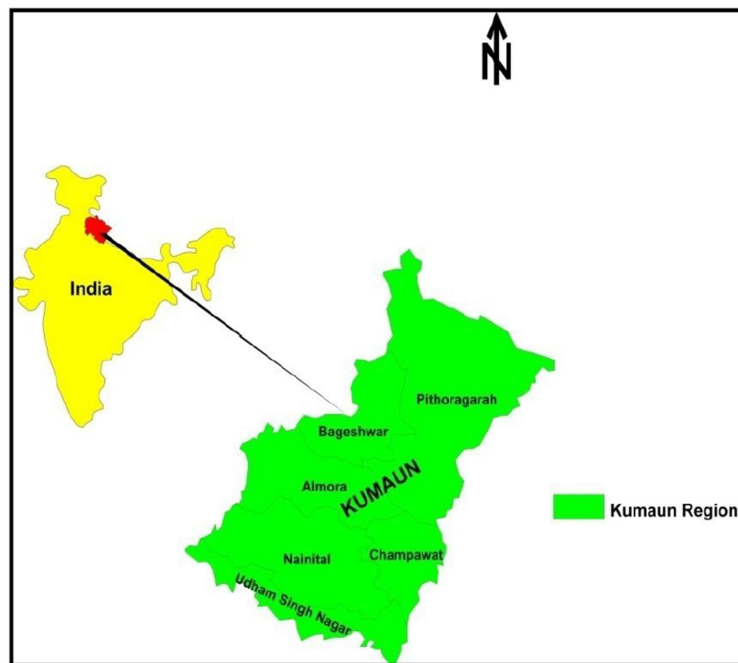 N
India
Pithoragarah
Bageshwar
KUMAUN
Almora
Kumaun Region
Nainital
Champawat
Udham Singh Nagar